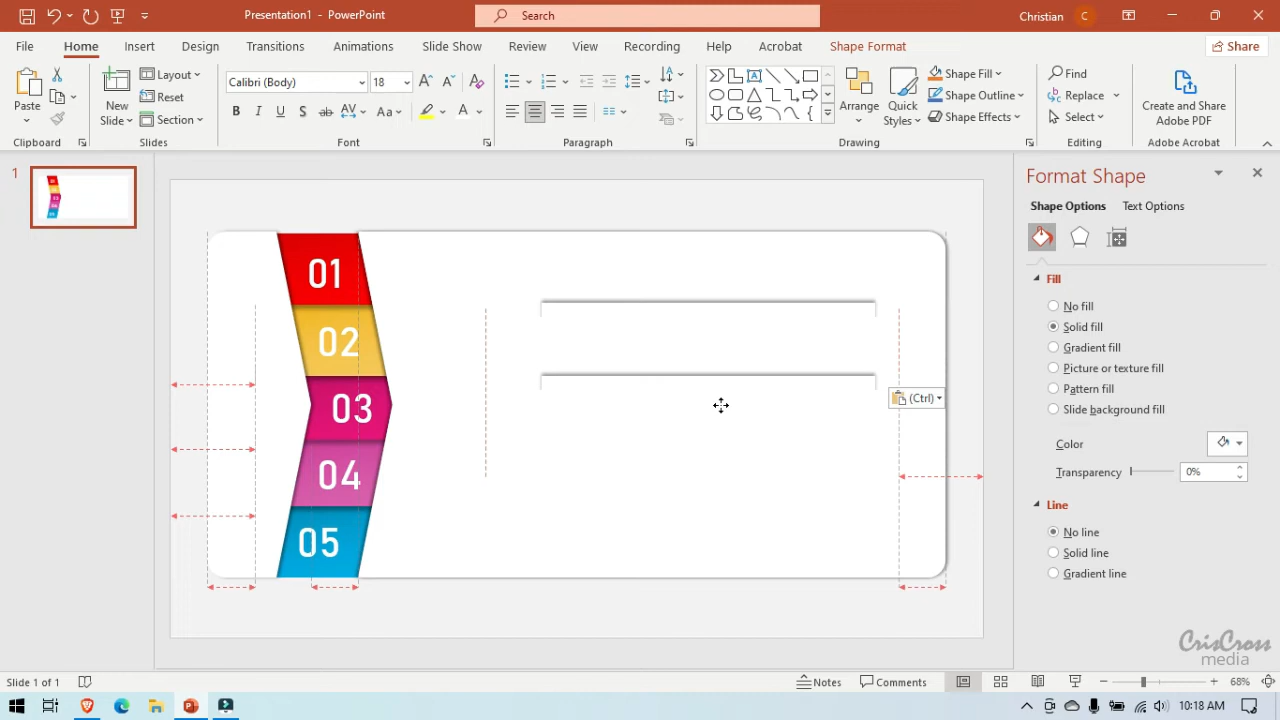 Presentation1 - PowerPoint
Search
Christian
C
File
Home
Insert
Design
Transitions
Animations
Slide Show
Review
View
Recording
Help
Acrobat
Shape Format
Share
Paste
New
Slide
Layout
Reset
Section
Calibri (Body)
18
B
I
U
S
ab
AV
Aa
A
Arrange
Quick
Styles
Shape Fill
Shape Outline
Shape Effects
Find
Replace
Select
Create and Share
Adobe PDF
Clipboard
Slides
Font
Paragraph
Drawing
Editing
Adobe Acrobat
1
01
02
03
04
05
(Ctrl)
Format Shape
Shape Options
Text Options
Fill
No fill
Solid fill
Gradient fill
Picture or texture fill
Pattern fill
Slide background fill
Color
Transparency
0%
Line
No line
Solid line
Gradient line
CrisCross
media
Slide 1 of 1
Notes
Comments
68%
10:18 AM